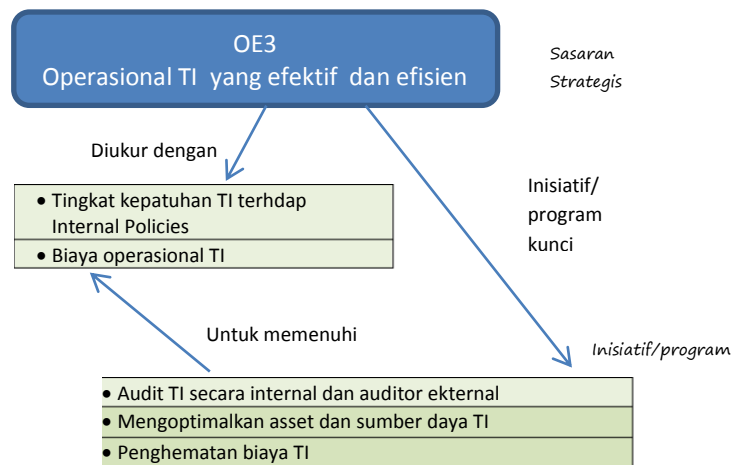 OE3
Operasional TI yang efektif dan efisien
Sasaran
Strategis
Diukur dengan
• Tingkat kepatuhan TI terhdap
Internal Policies
• Biaya operasional TI
Inisiatif/
program
kunci
Untuk memenuhi
Inisiatif/program
• Audit TI secara internal dan auditor ekternal
• Mengoptimalkan asset dan sumber daya TI
• Penghematan biaya TI